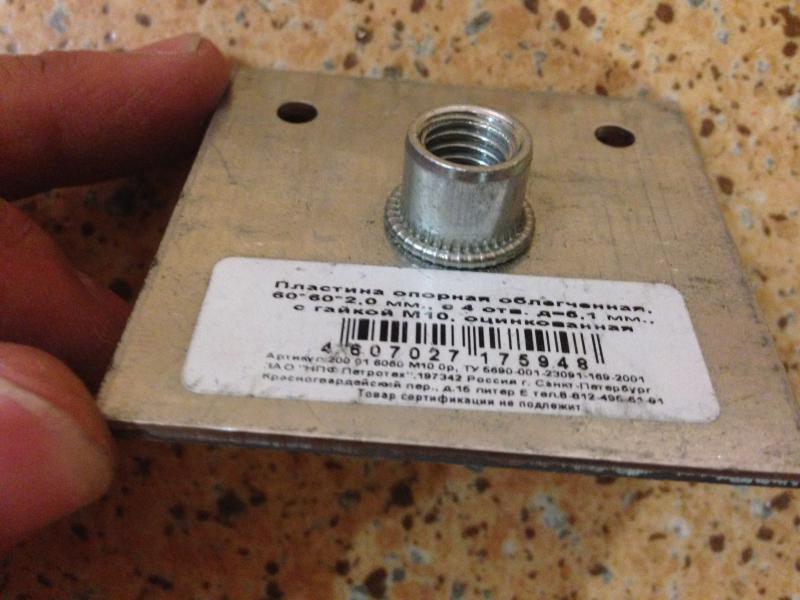 Пластина опорная облегченная,
60*60*2,0 мм., с 4 отв. д=6,1 мм.,
с гайкой М10, оцинкованная
4 607027 175948
Артикул 200 01 6060 М10 0р, ТУ 5690-001-23091-169-2001
ЗАО "НПФ Петротех", 197342 Россия г. Санкт-Петербург
Красногвардейский пер., д.15 литер Е тел.8-812-495-61-91
Товар сертификации не подлежит